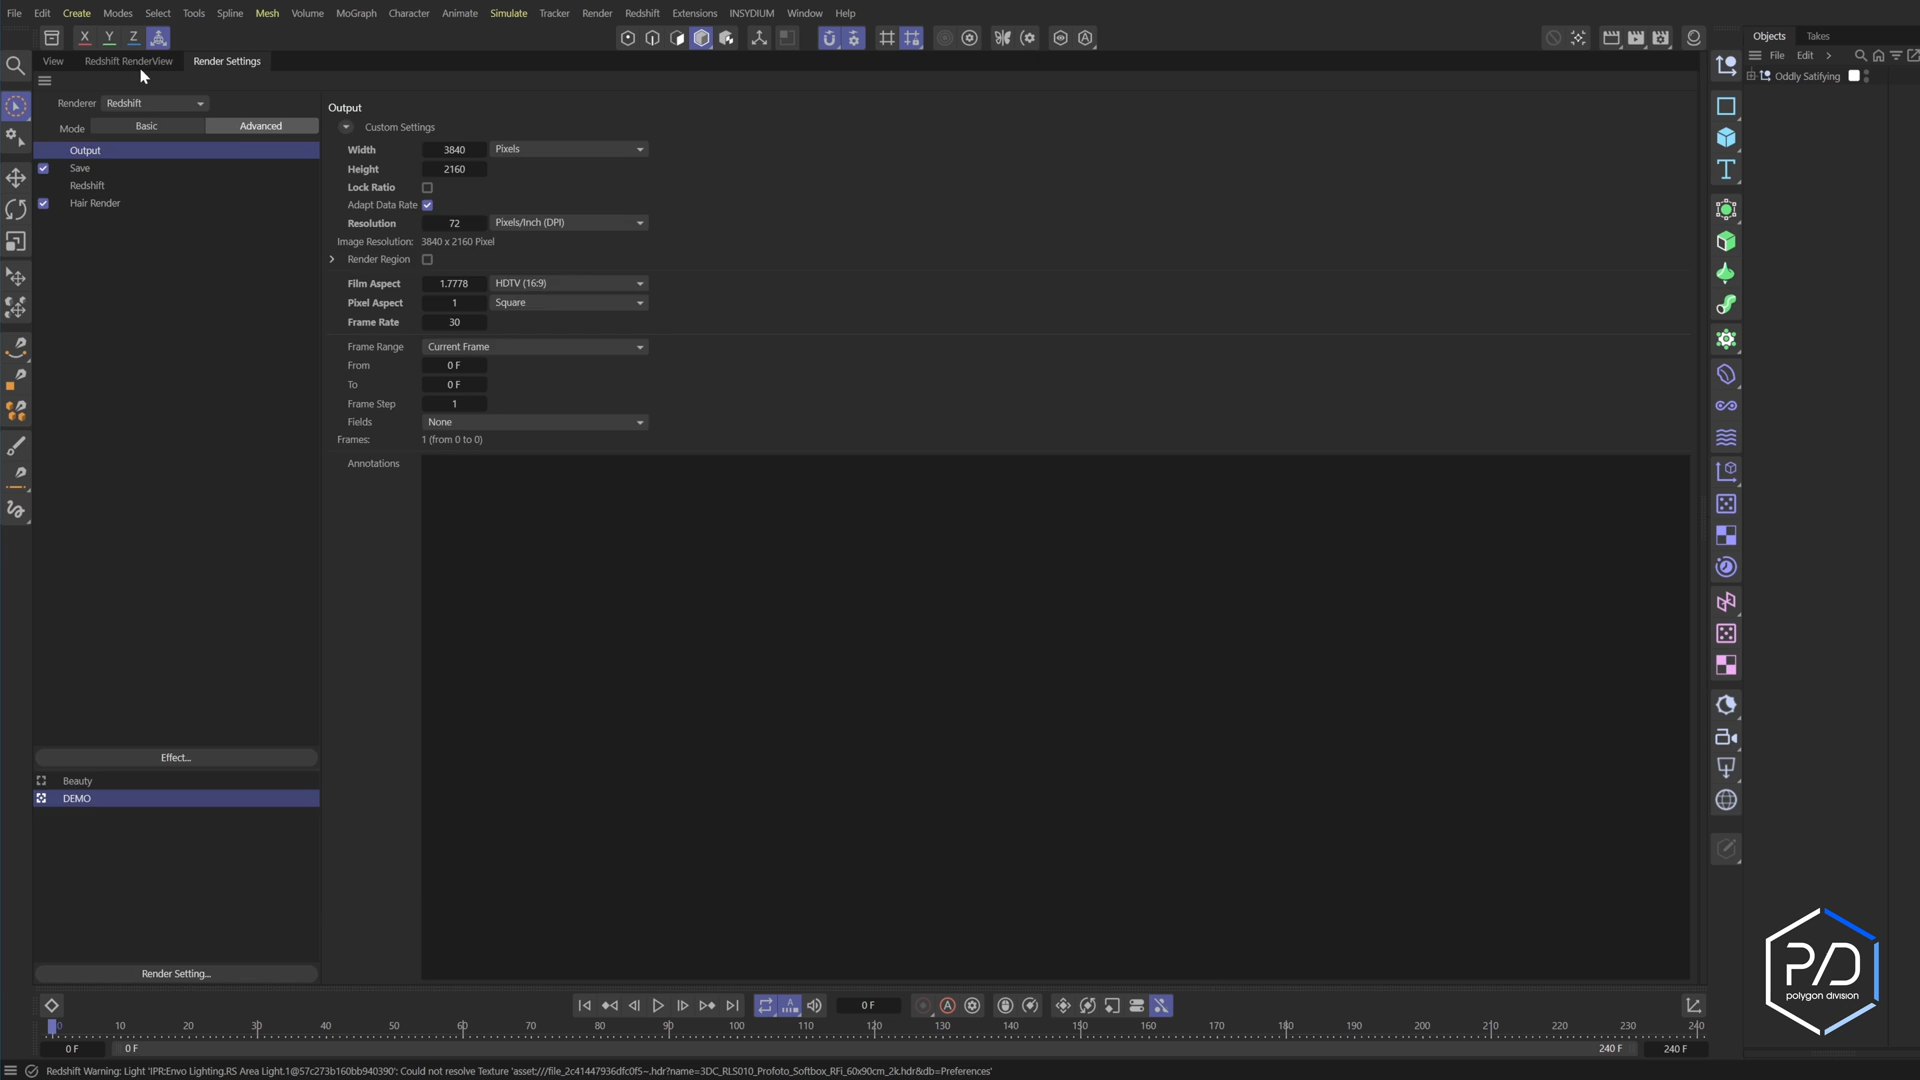 File Edit Create Modes Select Tools Spline Mesh Volume MoGraph Character Animate Simulate Tracker Render Redshift Extensions INSYDIUM Window Help
X Y Z
Objects Takes
View Redshift RenderView Render Settings
File Edit
Oddly Satifying
Renderer Redshift
Mode Basic Advanced
Output
Save
Redshift
Hair Render
Output
Custom Settings
Width 3840 Pixels
Height 2160
Lock Ratio
Adapt Data Rate
Resolution 72 Pixels/Inch (DPI)
Image Resolution: 3840 x 2160 Pixel
Render Region
Film Aspect 1.7778 HDTV (16:9)
Pixel Aspect 1 Square
Frame Rate 30
Frame Range Current Frame
From 0 F
To 0 F
Frame Step 1
Fields None
Frames: 1 (from 0 to 0)
Annotations
Effect...
Beauty
DEMO
Render Setting...
0 F
0 10 20 30 40 50 60 70 80 90 100 110 120 130 140 150 160 170 180 190 200 210 220 230 240
0 F 0 F 240 F 240 F
Redshift Warning: Light 'IPR:Envo Lighting.RS Area Light.1@57c273b160bb940390': Could not resolve Texture 'asset:///file_2c41447936dfc0f5~.hdr?name=3DC_RLS010_Profoto_Softbox_RFi_60x90cm_2k.hdr&db=Preferences'
P/D
polygon division